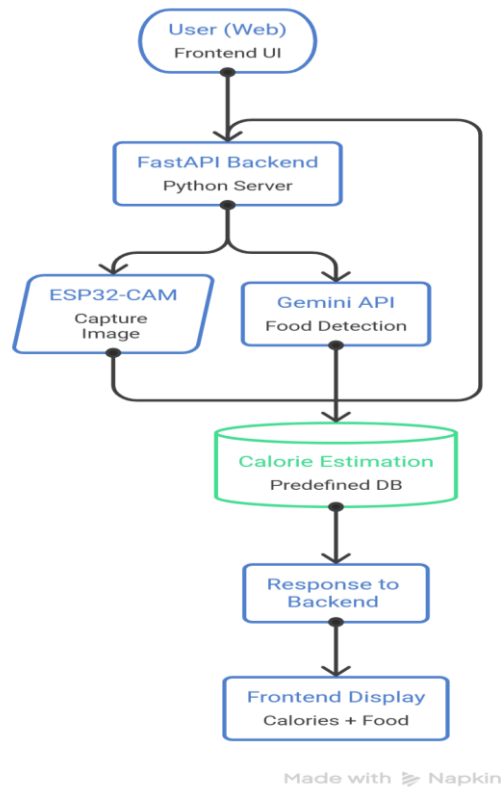 User (Web)
Frontend UI
FastAPI Backend
Python Server
ESP32-CAM
Capture
Image
Gemini API
Food Detection
Calorie Estimation
Predefined DB
Response to
Backend
Frontend Display
Calories + Food
Made with Napkin